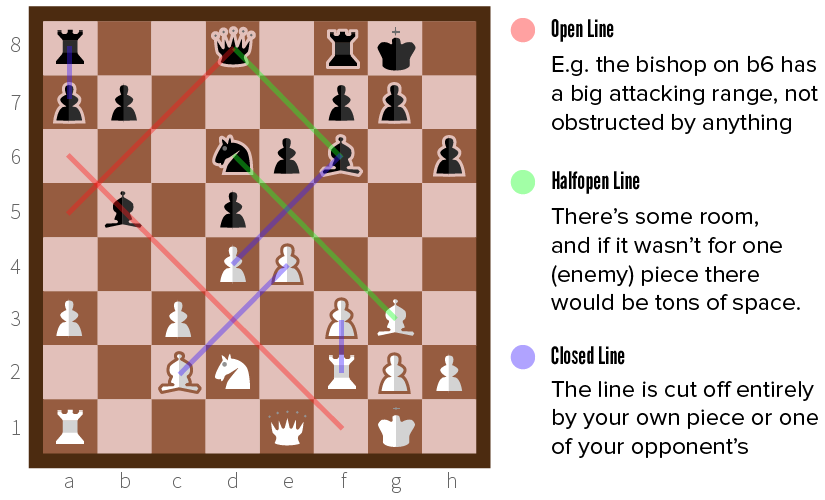 8
7
6
5
4
3
2
1
a b c d e f g h
Open Line
E.g. the bishop on b6 has
a big attacking range, not
obstructed by anything
Halfopen Line
There's some room,
and if it wasn't for one
(enemy) piece there
would be tons of space.
Closed Line
The line is cut off entirely
by your own piece or one
of your opponent's